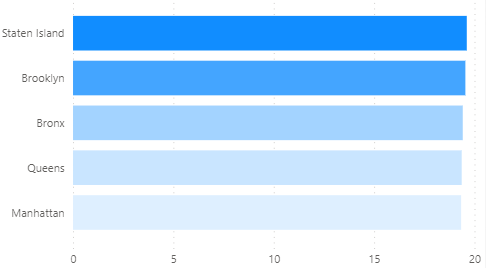 Staten Island
Brooklyn
Bronx
Queens
Manhattan
0 5 10 15 20